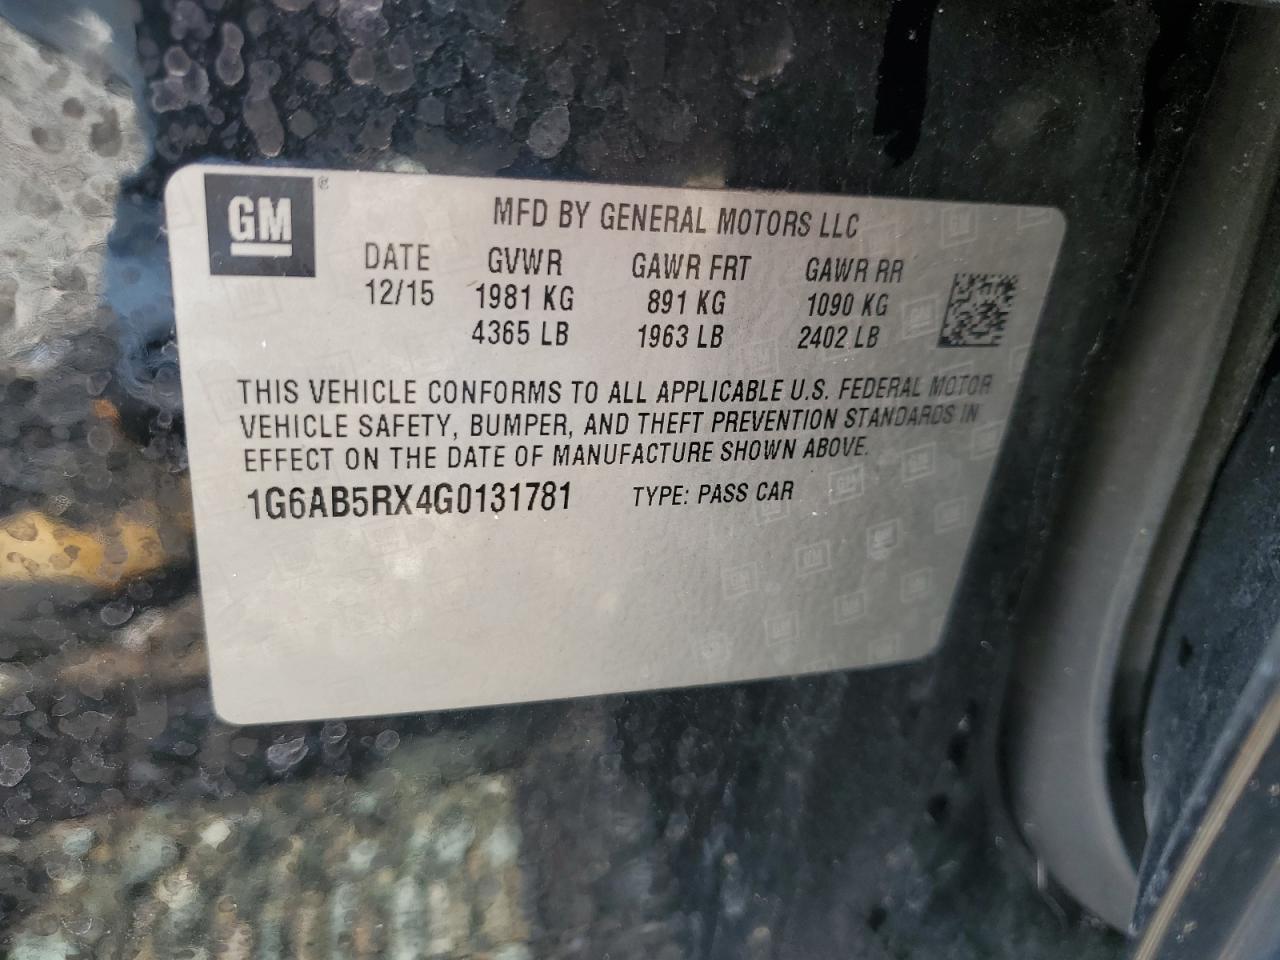 GM ®
MFD BY GENERAL MOTORS LLC
DATE GVWR GAWR FRT GAWR RR
12/15 1981 KG 891 KG 1090 KG
4365 LB 1963 LB 2402 LB
THIS VEHICLE CONFORMS TO ALL APPLICABLE U.S. FEDERAL MOTOR
VEHICLE SAFETY, BUMPER, AND THEFT PREVENTION STANDARDS IN
EFFECT ON THE DATE OF MANUFACTURE SHOWN ABOVE.
1G6AB5RX4G0131781 TYPE: PASS CAR